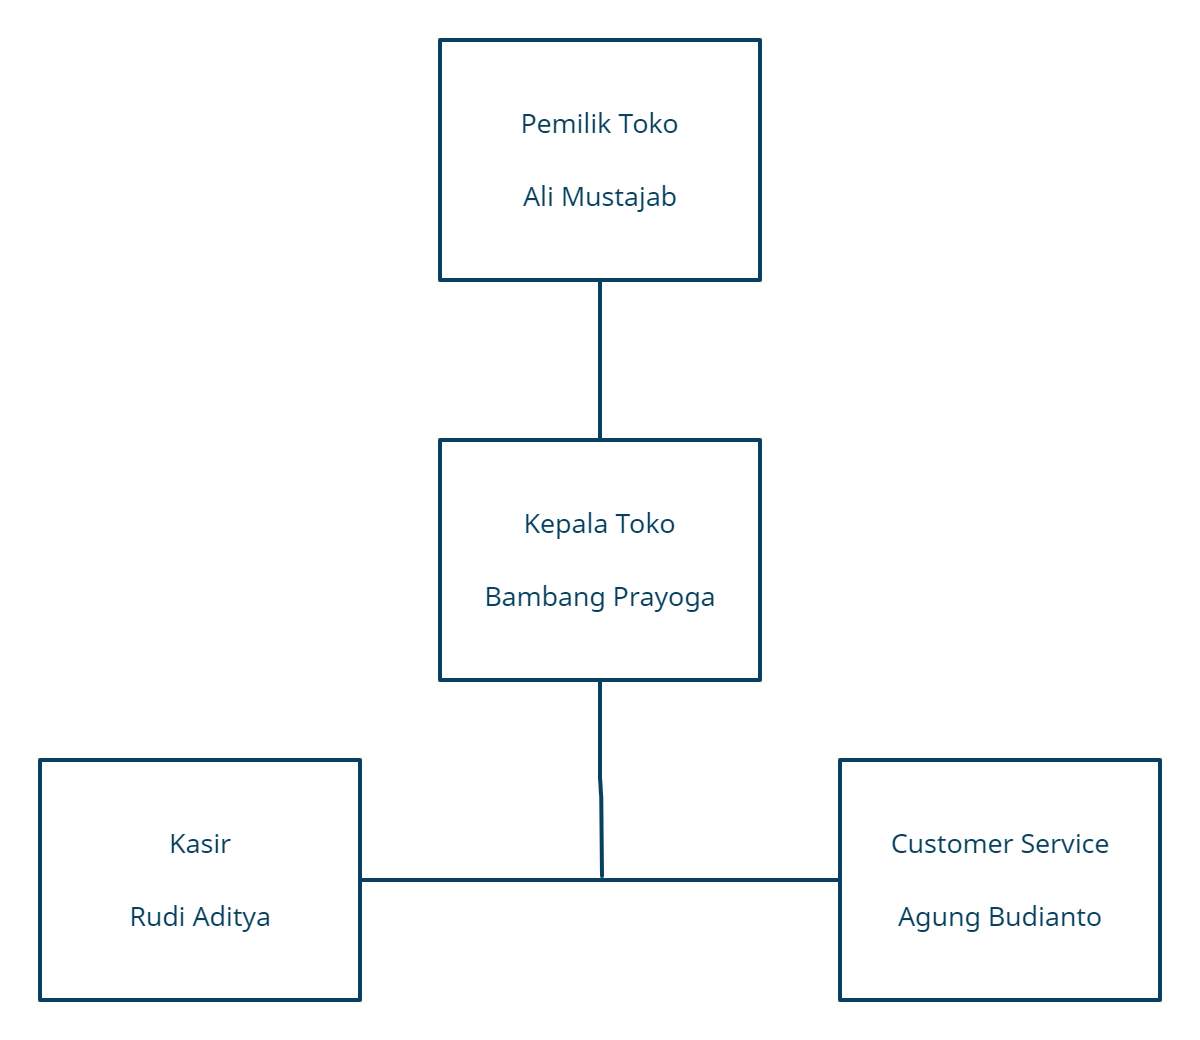 Pemilik Toko
Ali Mustajab
Kepala Toko
Bambang Prayoga
Kasir
Rudi Aditya
Customer Service
Agung Budianto